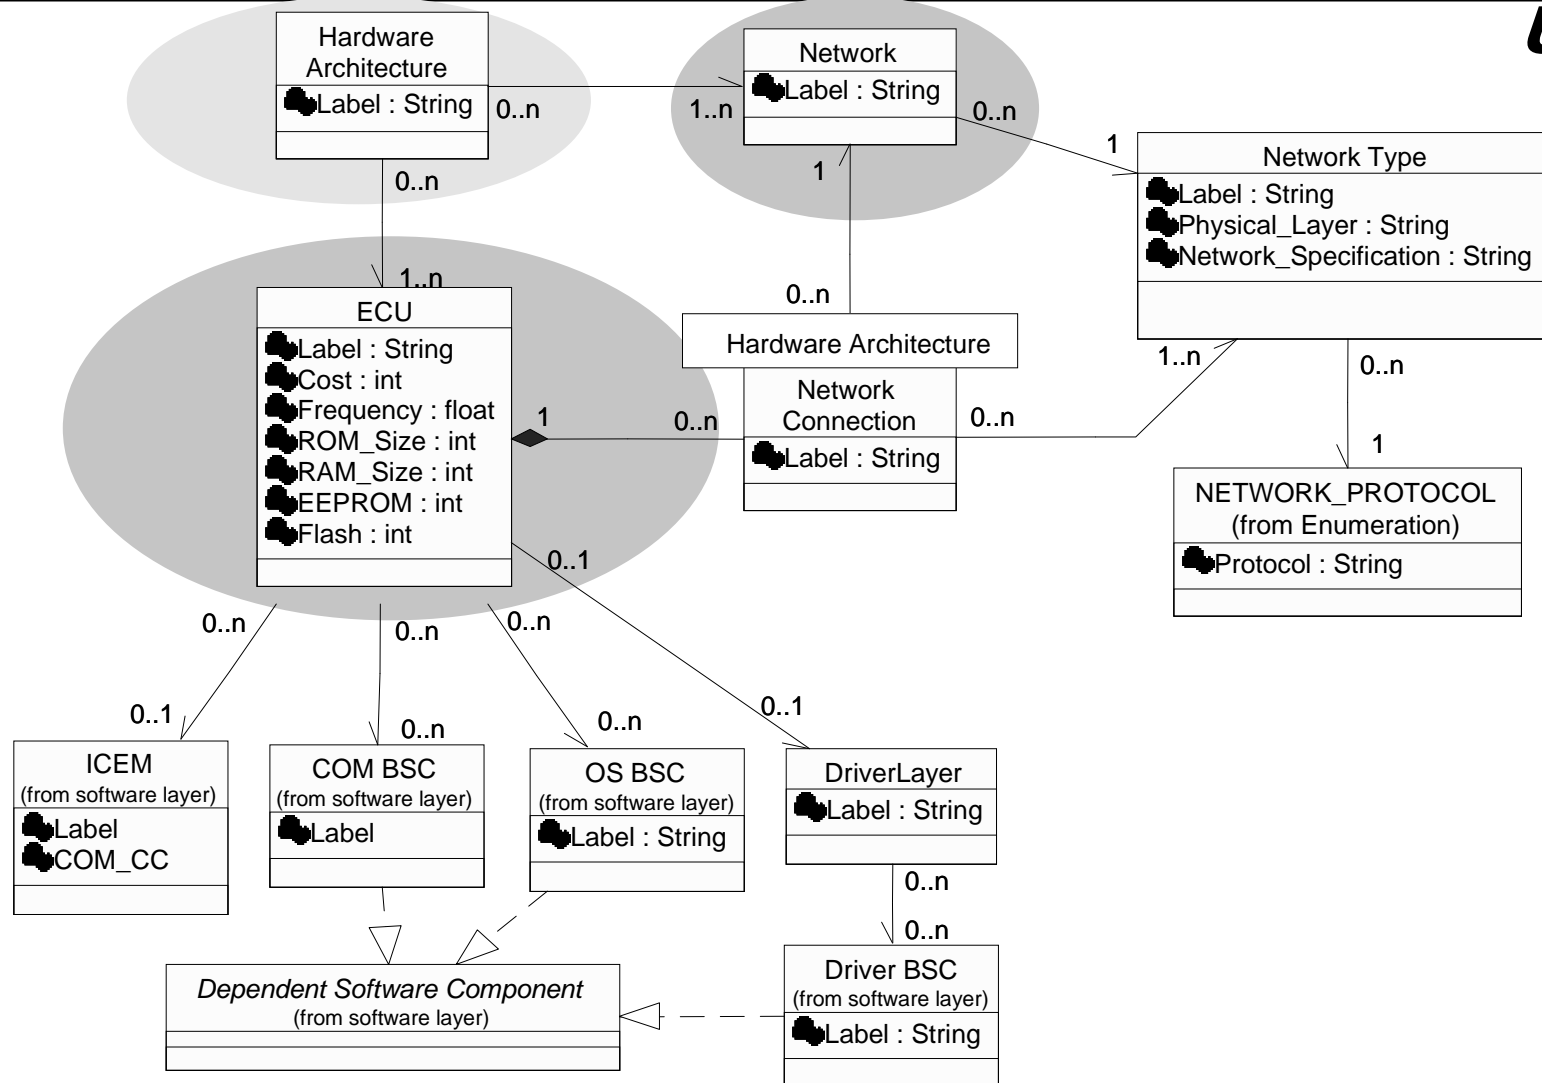 Hardware
Architecture
Label : String
0..n
1..n
Network
Label : String
0..n
1
Network Type
Label : String
Physical_Layer : String
Network_Specification : String
0..n
1..n
1
0..n
Hardware Architecture
Network
Connection
Label : String
ECU
Label : String
Cost : int
Frequency : float
ROM_Size : int
RAM_Size : int
EEPROM : int
Flash : int
1
0..n
0..n
1..n
0..n
1
NETWORK_PROTOCOL
(from Enumeration)
Protocol : String
0..1
0..n
0..n
0..n
0..1
0..n
0..n
0..1
ICEM
(from software layer)
Label
COM_CC
COM BSC
(from software layer)
Label
OS BSC
(from software layer)
Label : String
DriverLayer
Label : String
0..n
0..n
Dependent Software Component
(from software layer)
Driver BSC
(from software layer)
Label : String